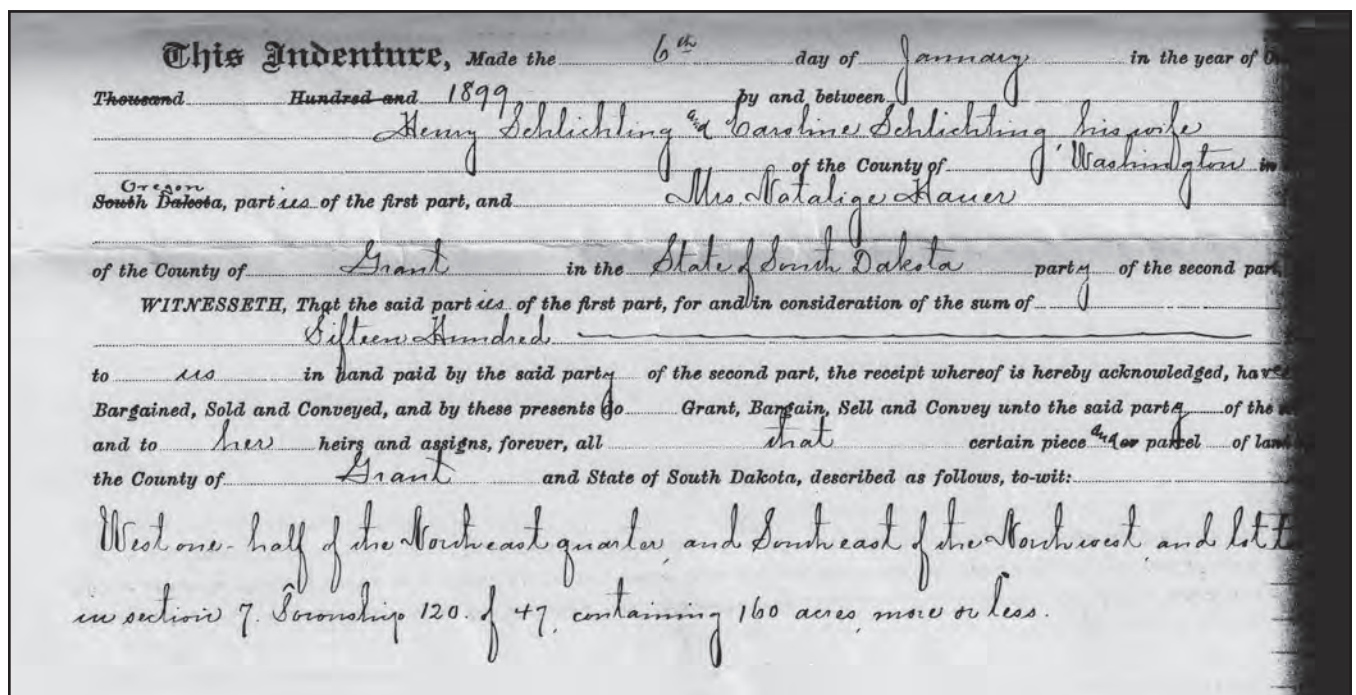 This Indenture, Made the 6th day of January in the year of
Thousand Hundred and 1899 by and between
Henry Schlichting and Caroline Schlichting his wife
of the County of Washington in
Oregon
South Dakota, parties of the first part, and Mrs. Natalige Hauer
of the County of Grant in the State of South Dakota party of the second part,
WITNESSETH, That the said parties of the first part, for and in consideration of the sum of
Fifteen Hundred
to us in hand paid by the said party of the second part, the receipt whereof is hereby acknowledged, have
Bargained, Sold and Conveyed, and by these presents do Grant, Bargain, Sell and Convey unto the said party of the
and to her heirs and assigns, forever, all that certain piece and or parcel of land
the County of Grant and State of South Dakota, described as follows, to-wit:
West one-half of the Northeast quarter, and Southeast of the Northwest, and lot
in section 7. Township 120. of 47, containing 160 acres, more or less.